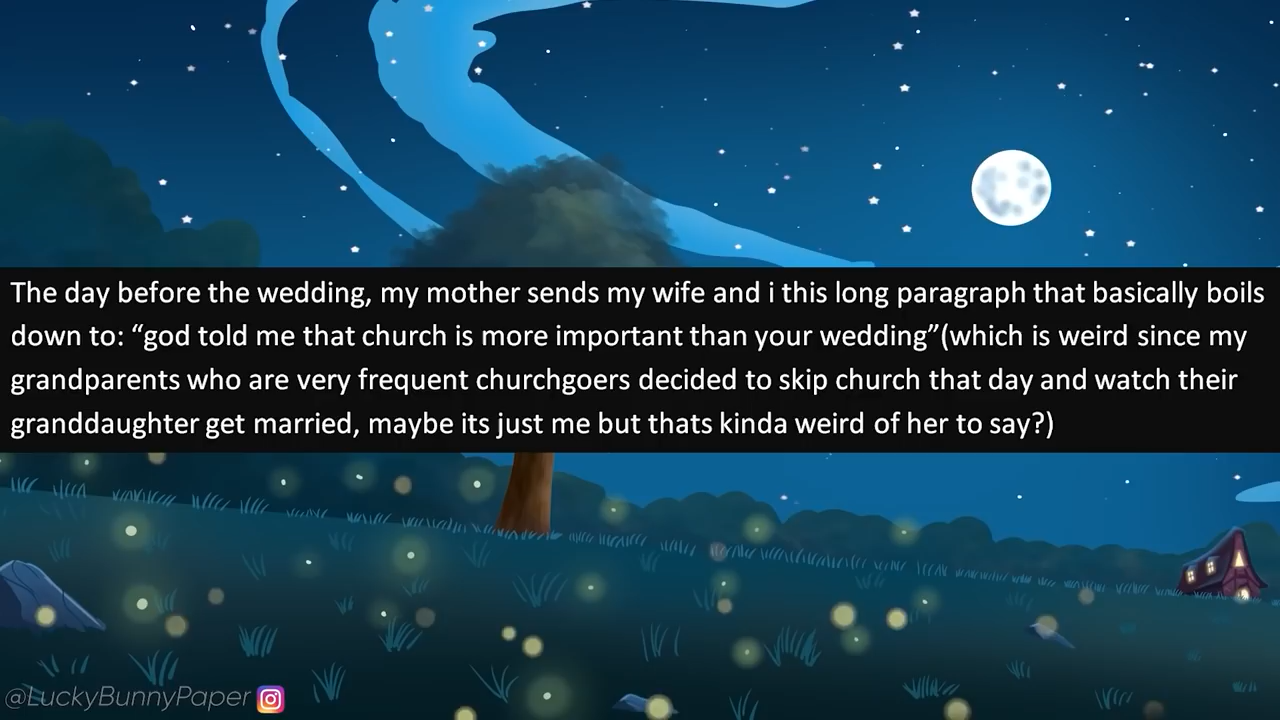 The day before the wedding, my mother sends my wife and i this long paragraph that basically boils
down to: “god told me that church is more important than your wedding”(which is weird since my
grandparents who are very frequent churchgoers decided to skip church that day and watch their
granddaughter get married, maybe its just me but thats kinda weird of her to say?)
@LuckyBunnyPaper